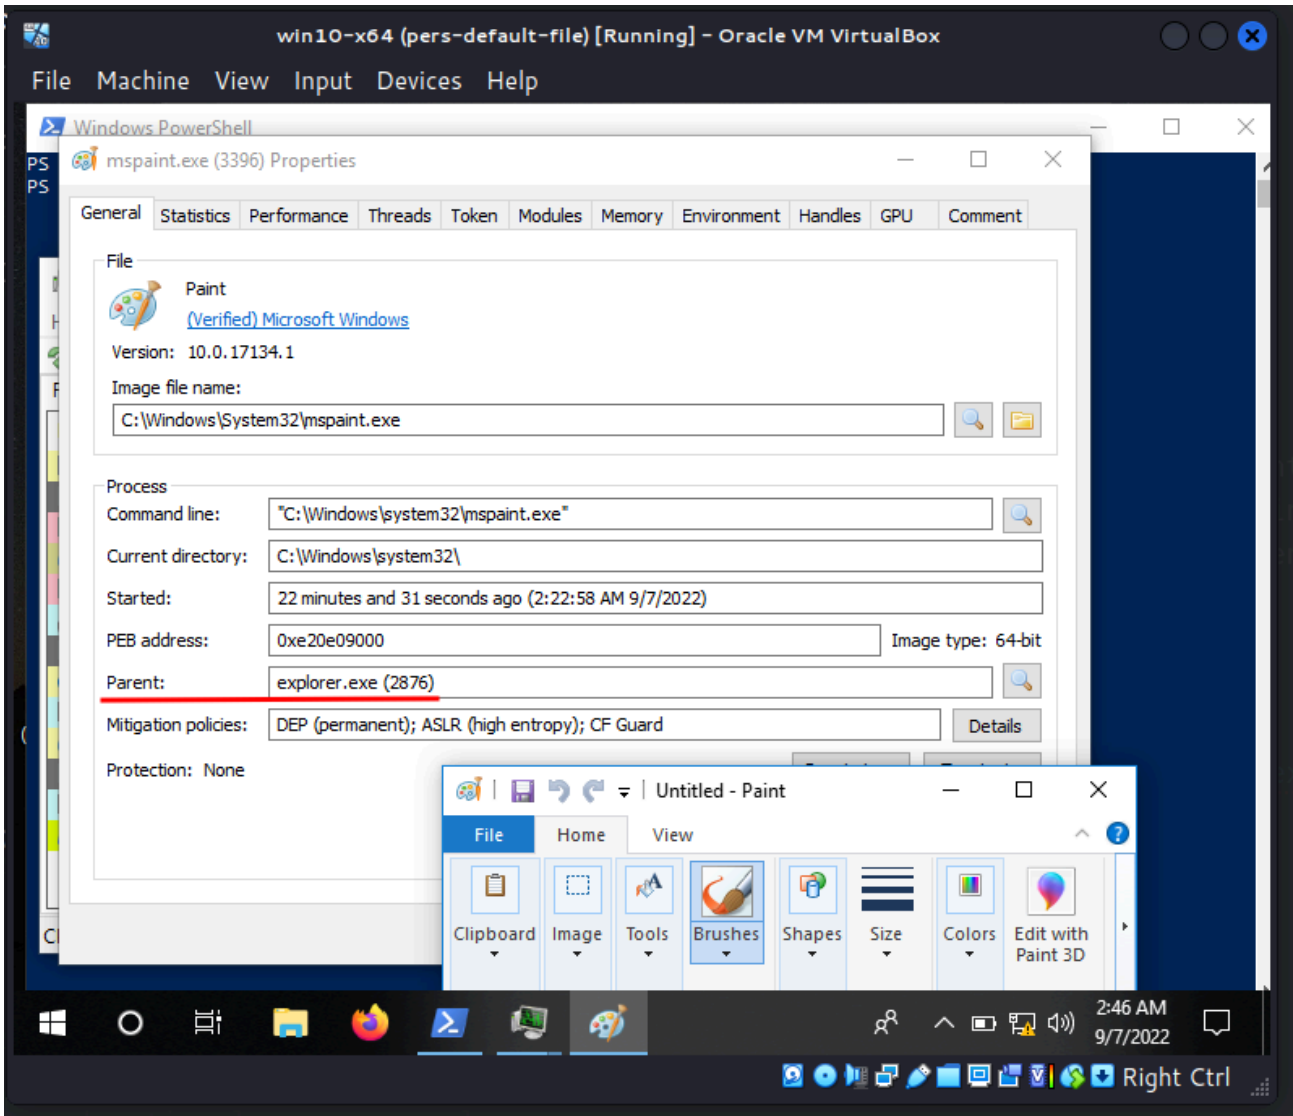 win10-x64 (pers-default-file) [Running] - Oracle VM VirtualBox
File Machine View Input Devices Help
Windows PowerShell
PS
PS
mspaint.exe (3396) Properties
General Statistics Performance Threads Token Modules Memory Environment Handles GPU Comment
File
Paint
(Verified) Microsoft Windows
Version: 10.0.17134.1
Image file name:
C:\Windows\System32\mspaint.exe
Process
Command line: "C:\Windows\system32\mspaint.exe"
Current directory: C:\Windows\system32\
Started: 22 minutes and 31 seconds ago (2:22:58 AM 9/7/2022)
PEB address: 0xe20e09000 Image type: 64-bit
Parent: explorer.exe (2876)
Mitigation policies: DEP (permanent); ASLR (high entropy); CF Guard Details
Protection: None
Untitled - Paint
File Home View
Clipboard Image Tools Brushes Shapes Size Colors Edit with
Paint 3D
2:46 AM
9/7/2022
Right Ctrl